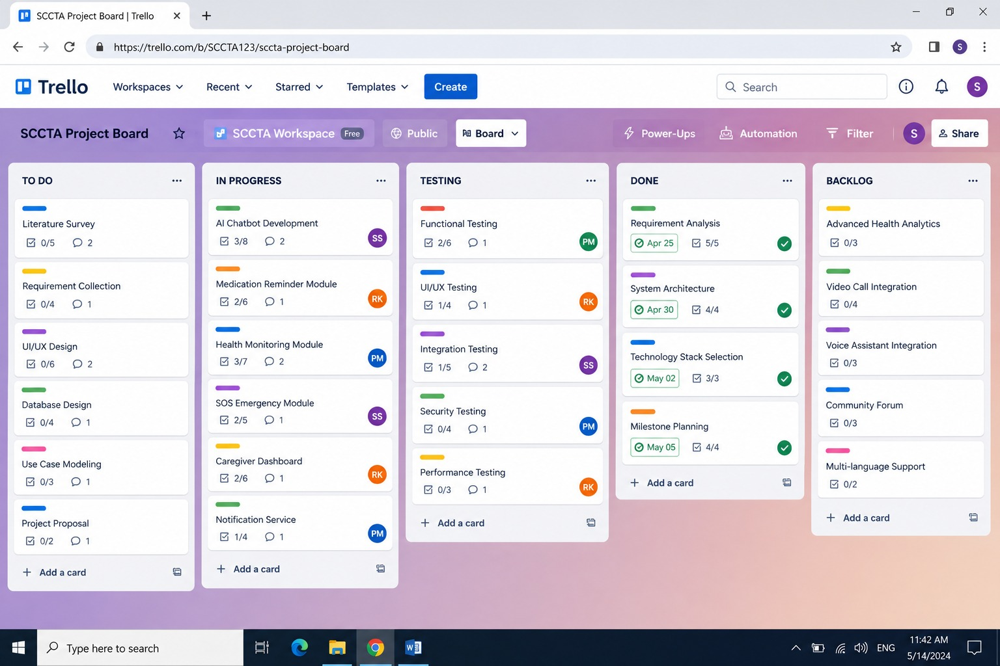 SCCTA Project Board | Trello
https://trello.com/b/SCCTA123/sccta-project-board
S
Trello
Workspaces
Recent
Starred
Templates
Create
Search
S
SCCTA Project Board
SCCTA Workspace Free
Public
Board
Power-Ups
Automation
Filter
S
Share
TO DO
Literature Survey
0/5 2
Requirement Collection
0/4 1
UI/UX Design
0/6 2
Database Design
0/4 1
Use Case Modeling
0/3 1
Project Proposal
0/2 1
+ Add a card
IN PROGRESS
AI Chatbot Development
3/8 2 SS
Medication Reminder Module
2/6 1 RK
Health Monitoring Module
3/7 2 PM
SOS Emergency Module
2/5 1 SS
Caregiver Dashboard
2/6 1 RK
Notification Service
1/4 1 PM
+ Add a card
TESTING
Functional Testing
2/6 1 PM
UI/UX Testing
1/4 1 RK
Integration Testing
1/5 2 SS
Security Testing
0/4 1 PM
Performance Testing
0/3 1 RK
+ Add a card
DONE
Requirement Analysis
Apr 25 5/5
System Architecture
Apr 30 4/4
Technology Stack Selection
May 02 3/3
Milestone Planning
May 05 4/4
+ Add a card
BACKLOG
Advanced Health Analytics
0/3
Video Call Integration
0/4
Voice Assistant Integration
0/3
Community Forum
0/3
Multi-language Support
0/2
+ Add a card
Type here to search
W
ENG
11:42 AM
5/14/2024